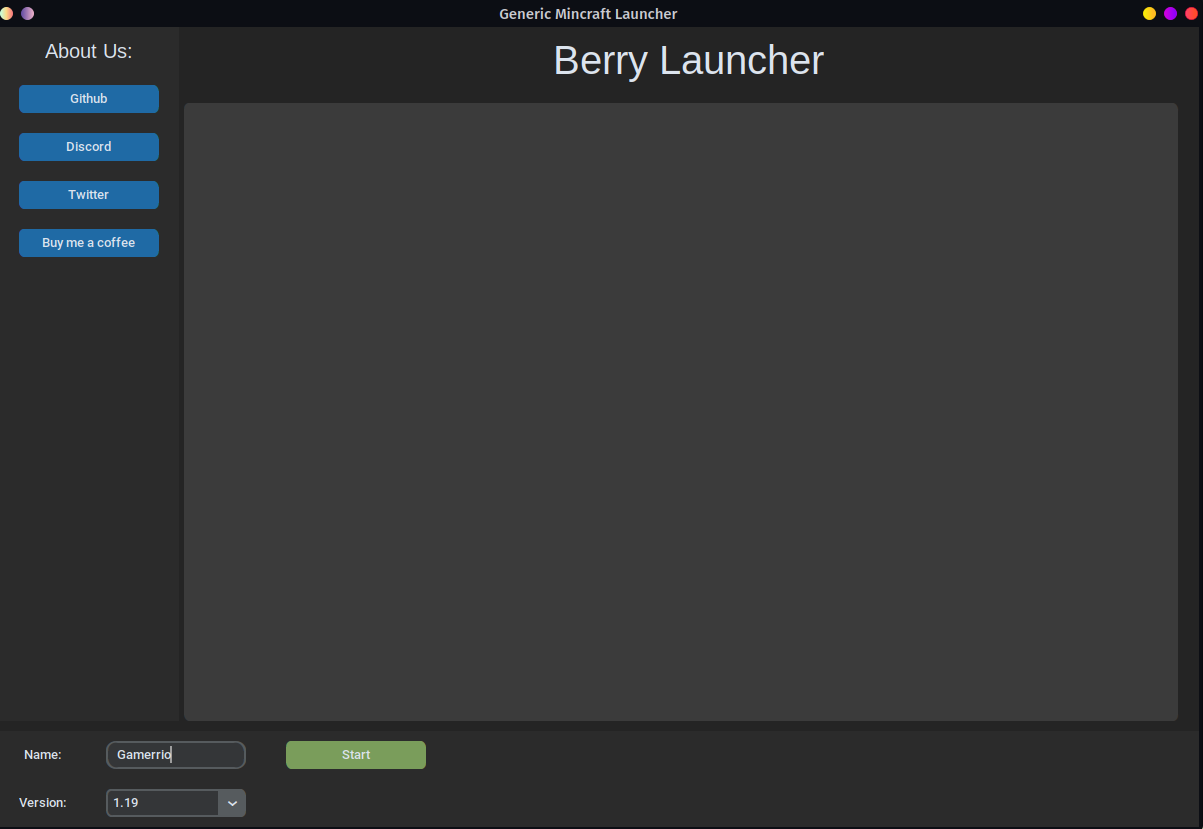 Generic Mincraft Launcher
About Us:
Berry Launcher
Github
Discord
Twitter
Buy me a coffee
Name:
Gamerrio
Start
Version:
1.19